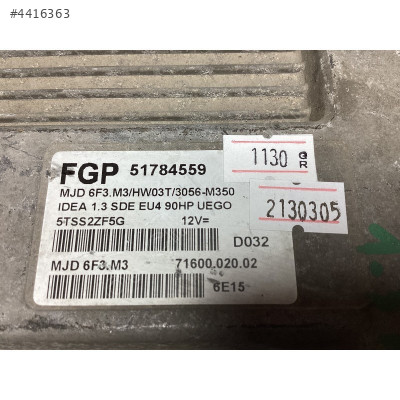 #4416363
FGP 51784559
1130 GR
MJD 6F3.M3/HW03T/3056-M350
IDEA 1.3 SDE EU4 90HP UEGO
2130305
5TSS2ZF5G 12V=
D032
MJD 6F3.M3 71600.020.02
6E15